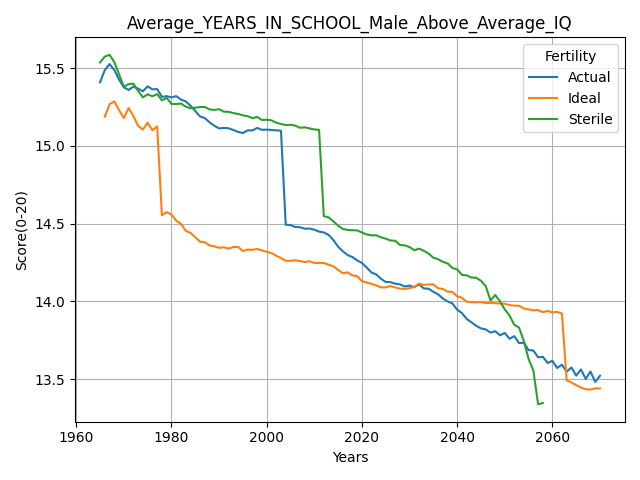 Average_YEARS_IN_SCHOOL_Male_Above_Average_IQ
Fertility
Actual
Ideal
Sterile
Score(0-20)
15.5
15.0
14.5
14.0
13.5
1960 1980 2000 2020 2040 2060
Years